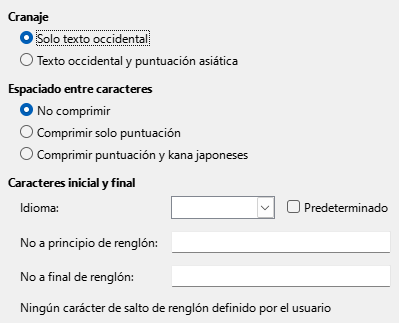 Cranaje
Solo texto occidental
Texto occidental y puntuación asiática
Espaciado entre caracteres
No comprimir
Comprimir solo puntuación
Comprimir puntuación y kana japoneses
Caracteres inicial y final
Idioma: Predeterminado
No a principio de renglón:
No a final de renglón:
Ningún carácter de salto de renglón definido por el usuario